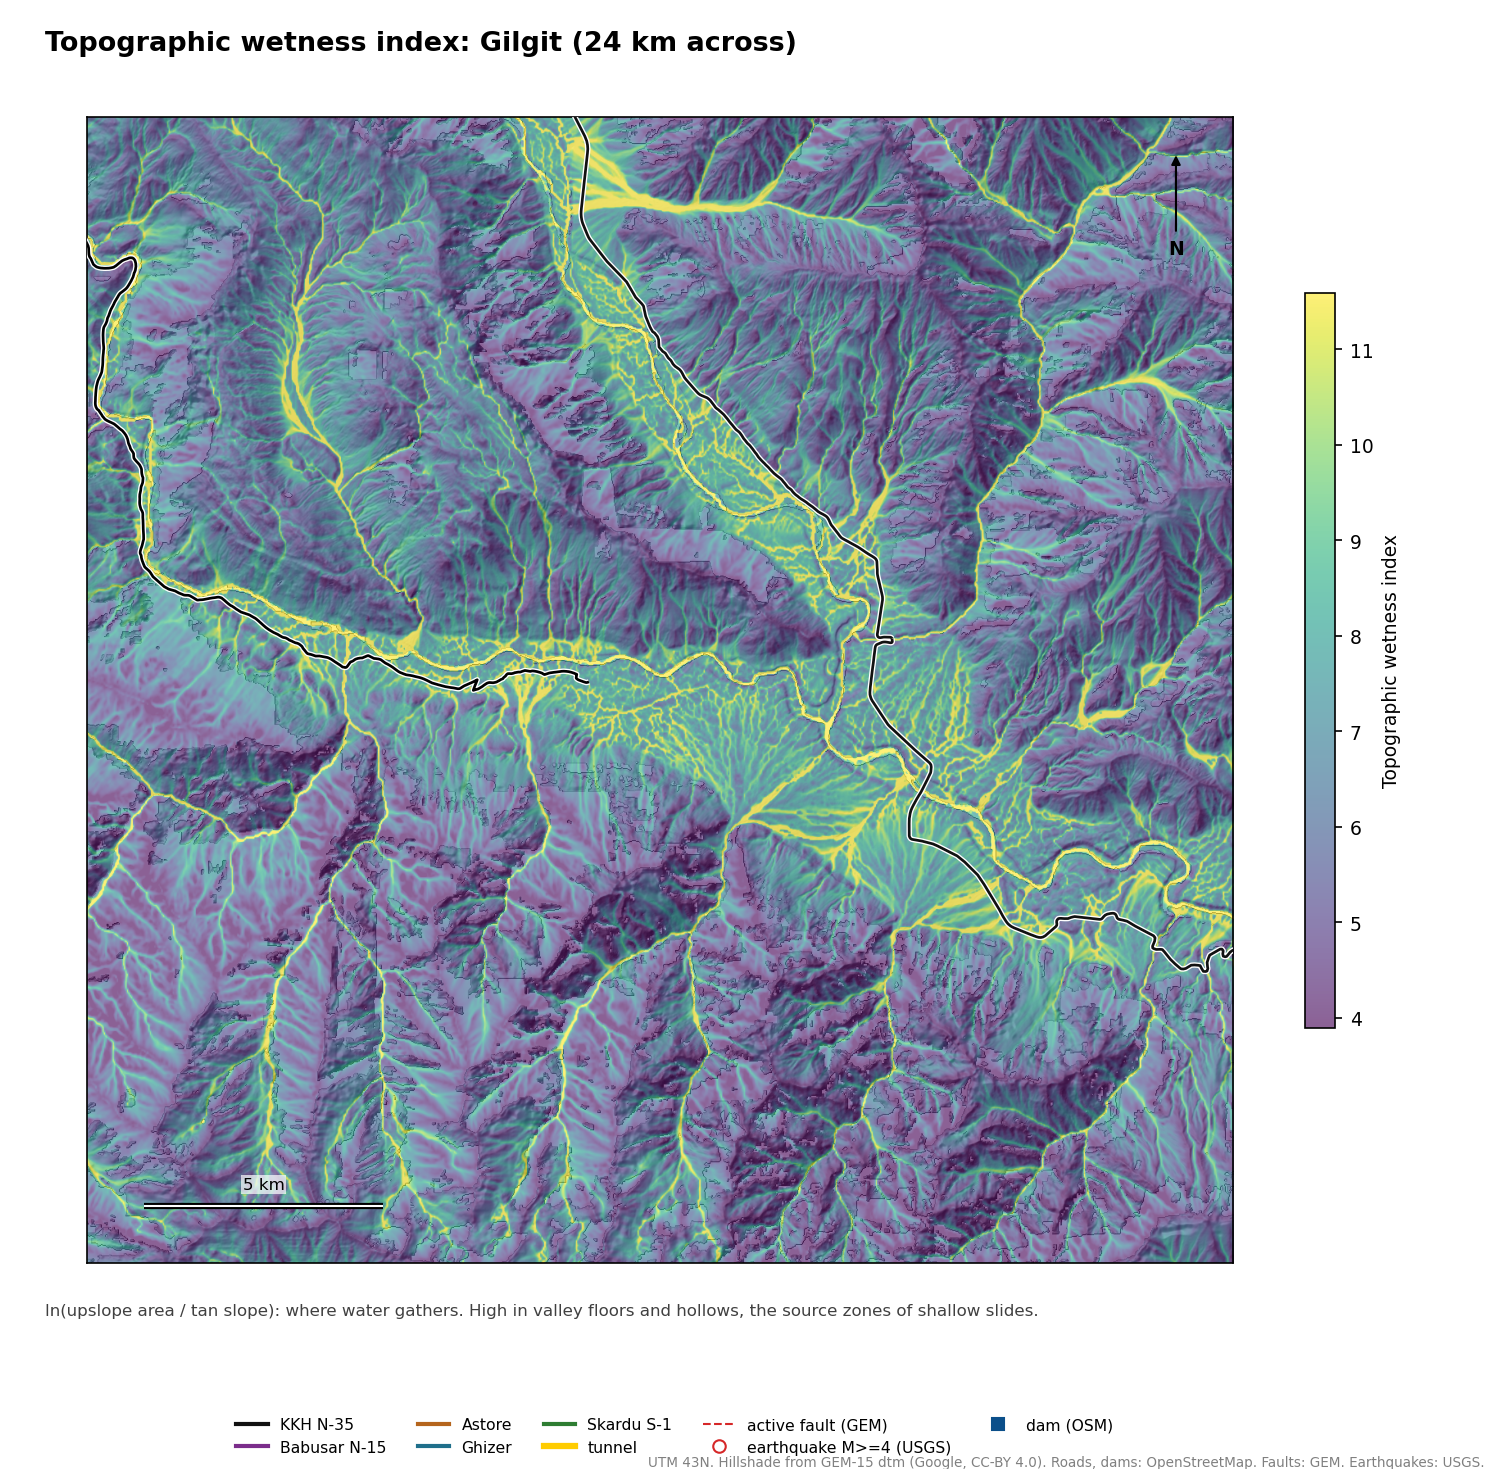 Topographic wetness index: Gilgit (24 km across)
N
11
10
9
8
7
6
5
4
Topographic wetness index
5 km
ln(upslope area / tan slope): where water gathers. High in valley floors and hollows, the source zones of shallow slides.
KKH N-35
Babusar N-15
Astore
Ghizer
Skardu S-1
tunnel
active fault (GEM)
earthquake M>=4 (USGS)
dam (OSM)
UTM 43N. Hillshade from GEM-15 dtm (Google, CC-BY 4.0). Roads, dams: OpenStreetMap. Faults: GEM. Earthquakes: USGS.